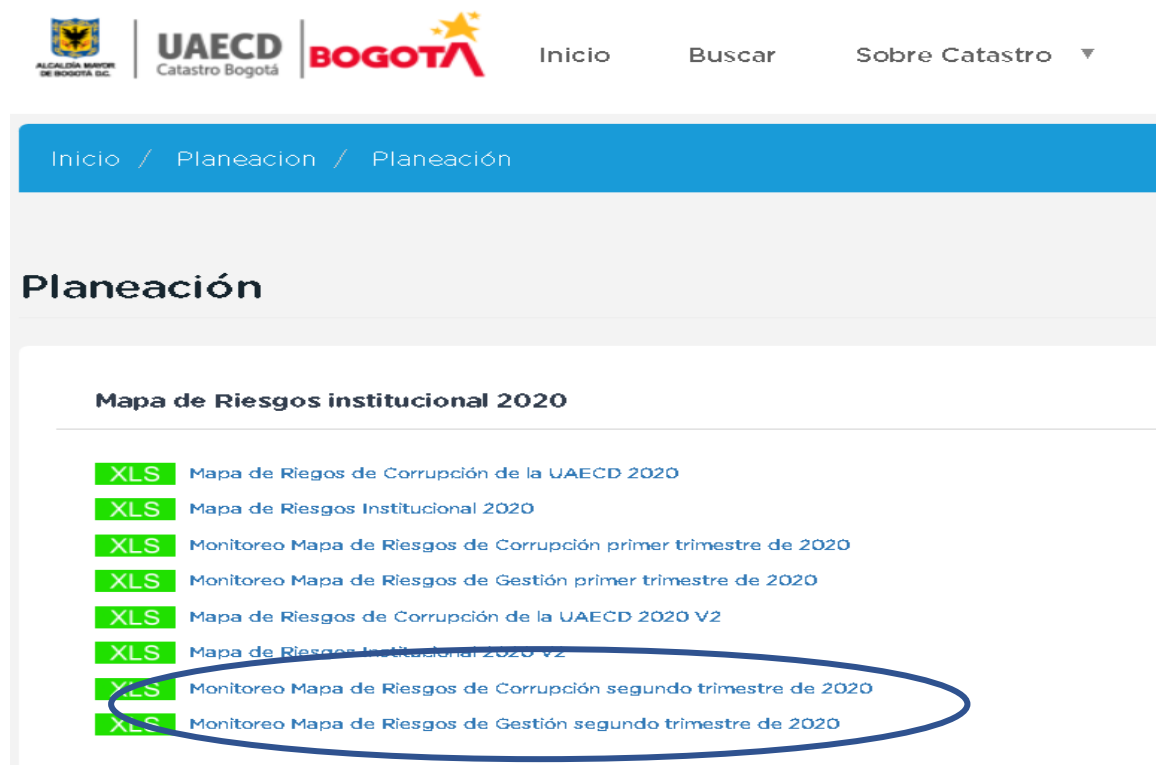 ALCALDÍA MAYOR
DE BOGOTÁ D.C.
UAECD
Catastro Bogotá
BOGOTÁ
Inicio Buscar Sobre Catastro ▼
Inicio / Planeacion / Planeación
Planeación
Mapa de Riesgos institucional 2020
XLS Mapa de Riegos de Corrupción de la UAECD 2020
XLS Mapa de Riesgos Institucional 2020
XLS Monitoreo Mapa de Riesgos de Corrupción primer trimestre de 2020
XLS Monitoreo Mapa de Riesgos de Gestión primer trimestre de 2020
XLS Mapa de Riesgos de Corrupción de la UAECD 2020 V2
XLS Mapa de Riesgos Institucional 2020 V2
XLS Monitoreo Mapa de Riesgos de Corrupción segundo trimestre de 2020
XLS Monitoreo Mapa de Riesgos de Gestión segundo trimestre de 2020